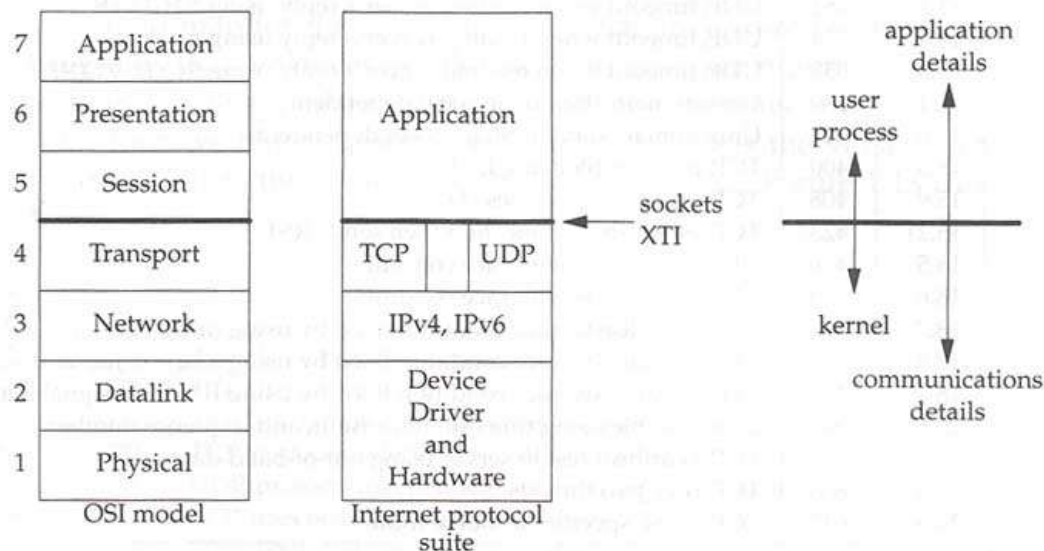 7
Application
6
Presentation
5
Session
4
Transport
3
Network
2
Datalink
1
Physical
OSI model
Application
TCP
UDP
IPv4, IPv6
Device
Driver
and
Hardware
Internet protocol
suite
sockets
XTI
user
process
kernel
application
details
communications
details